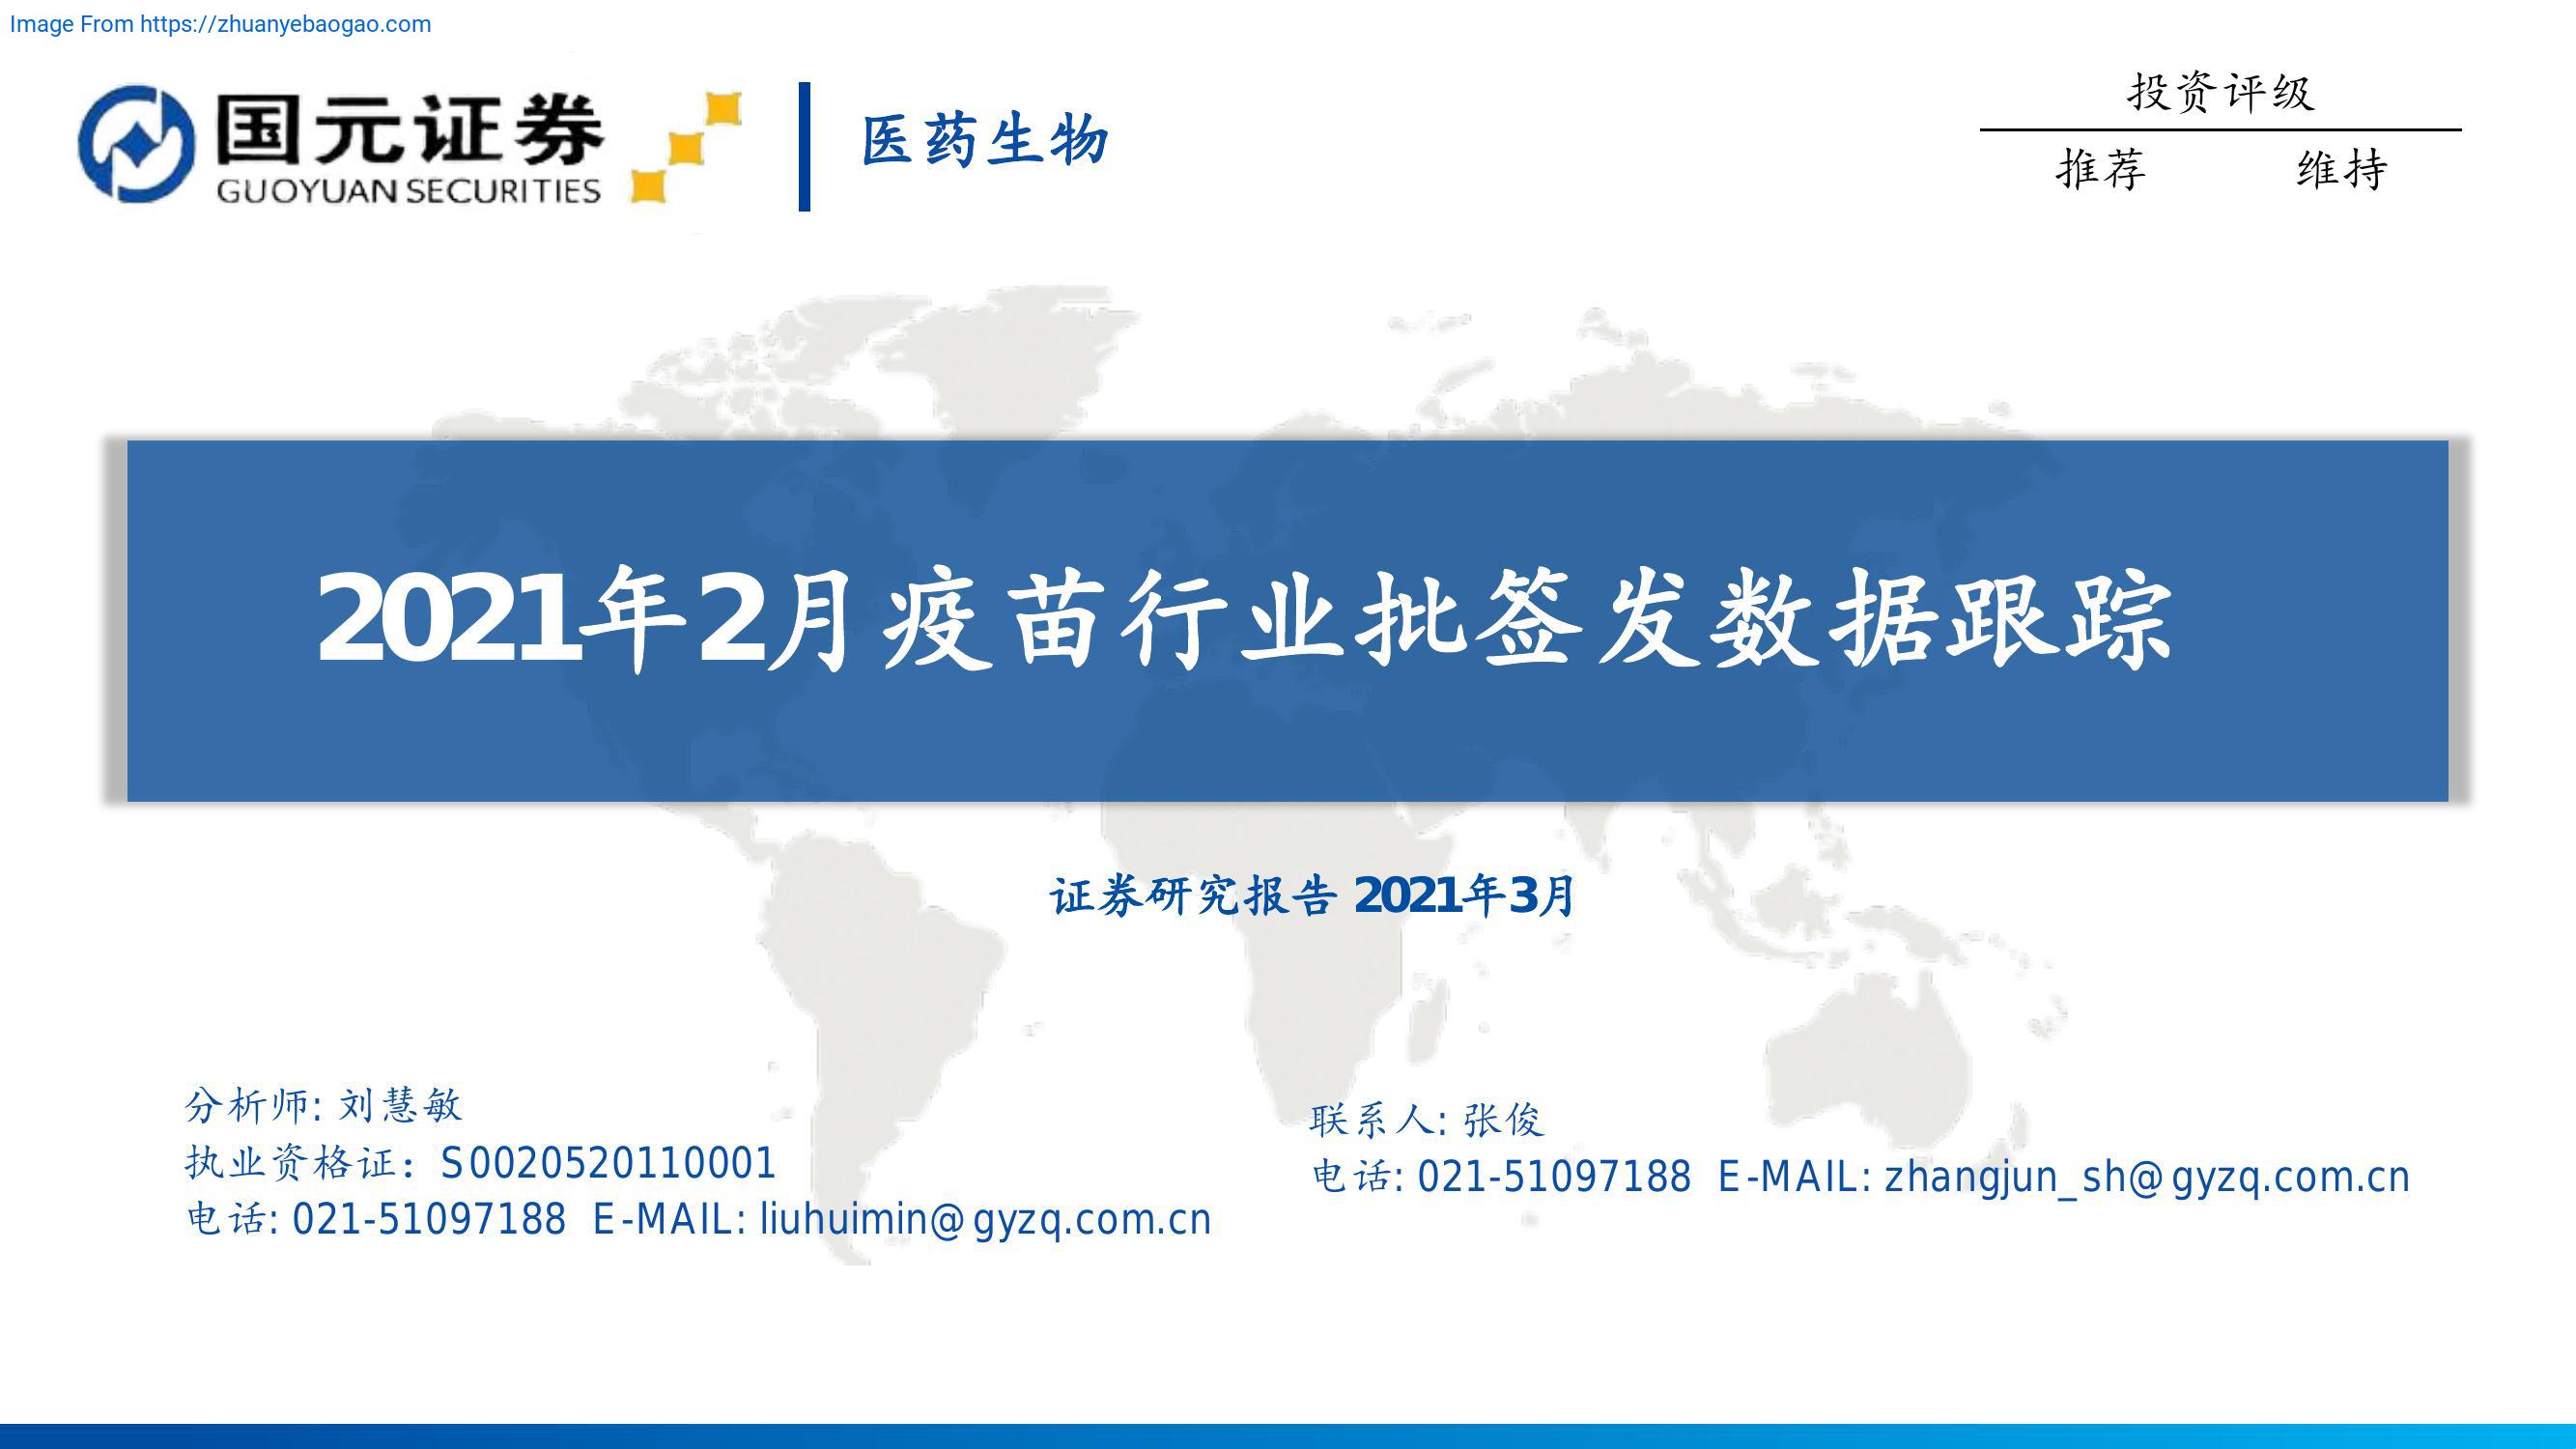 Image From https://zhuanyebaogao.com
国元证券
GUOYUAN SECURITIES
医药生物
投资评级
推荐 维持
2021年2月疫苗行业批签发数据跟踪
证券研究报告 2021年3月
分析师: 刘慧敏
执业资格证：S0020520110001
电话: 021-51097188 E-MAIL: liuhuimin@gyzq.com.cn
联系人: 张俊
电话: 021-51097188 E-MAIL: zhangjun_sh@gyzq.com.cn